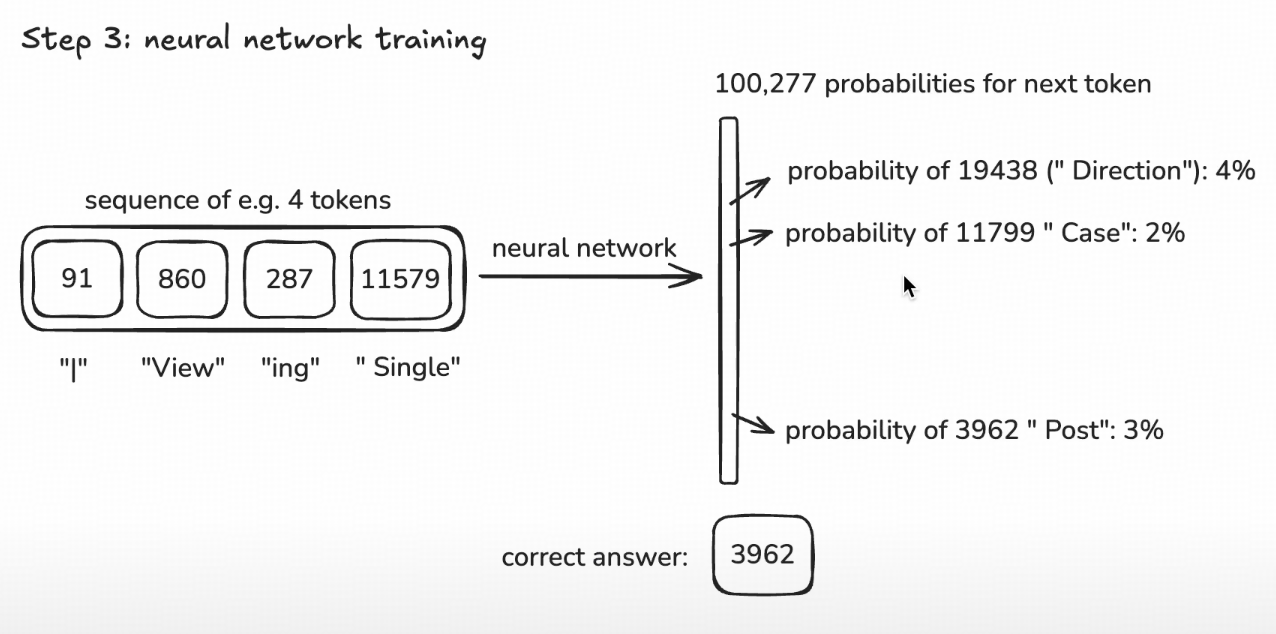 Step 3: neural network training
100,277 probabilities for next token
probability of 19438 (" Direction"): 4%
sequence of e.g. 4 tokens
probability of 11799 " Case": 2%
neural network
91 860 287 11579
"|" "View" "ing" " Single"
probability of 3962 " Post": 3%
correct answer: 3962